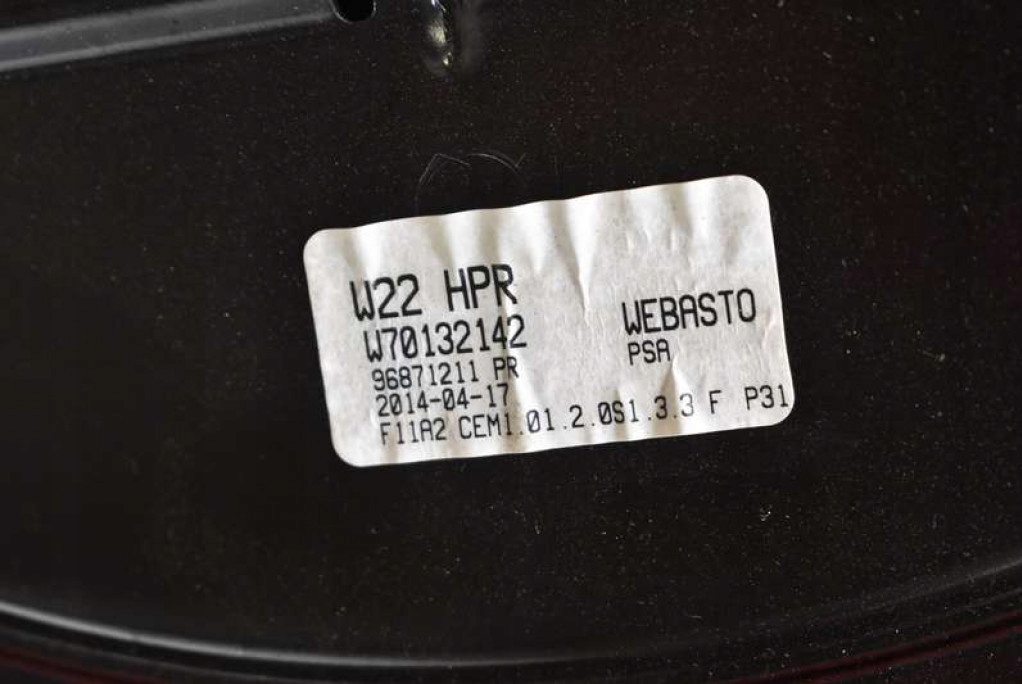 W22 HPR
W70132142
96871211 PR
2014-04-17
F11A2 CEM1.01.2.0S1.3.3 F P31
WEBASTO
PSA